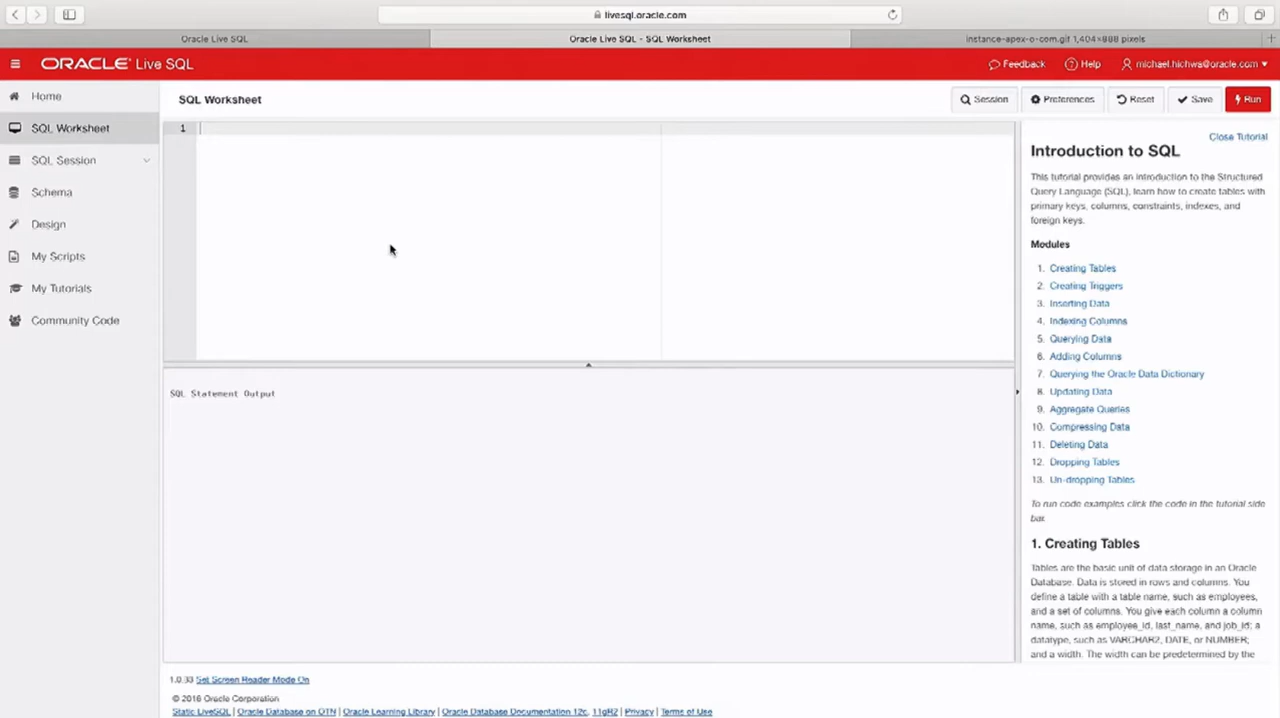 livesql.oracle.com
Oracle Live SQL
Oracle Live SQL - SQL Worksheet
instance-apex-o-com.gif 1,404×888 pixels
ORACLE Live SQL
Feedback
Help
michael.hichwa@oracle.com
Home
SQL Worksheet
SQL Session
Schema
Design
My Scripts
My Tutorials
Community Code
SQL Worksheet
Session
Preferences
Reset
Save
Run
1
SQL Statement Output
Close Tutorial
Introduction to SQL
This tutorial provides an introduction to the Structured
Query Language (SQL), learn how to create tables with
primary keys, columns, constraints, indexes, and
foreign keys.
Modules
1. Creating Tables
2. Creating Triggers
3. Inserting Data
4. Indexing Columns
5. Querying Data
6. Adding Columns
7. Querying the Oracle Data Dictionary
8. Updating Data
9. Aggregate Queries
10. Compressing Data
11. Deleting Data
12. Dropping Tables
13. Un-dropping Tables
To run code examples click the code in the tutorial side
bar.
1. Creating Tables
Tables are the basic unit of data storage in an Oracle
Database. Data is stored in rows and columns. You
define a table with a table name, such as employees,
and a set of columns. You give each column a column
name, such as employee_id, last_name, and job_id; a
datatype, such as VARCHAR2, DATE, or NUMBER;
and a width. The width can be predetermined by the
1.0.33 Set Screen Reader Mode On
© 2016 Oracle Corporation
Static LiveSQL | Oracle Database on OTN | Oracle Learning Library | Oracle Database Documentation 12c, 11gR2 | Privacy | Terms of Use